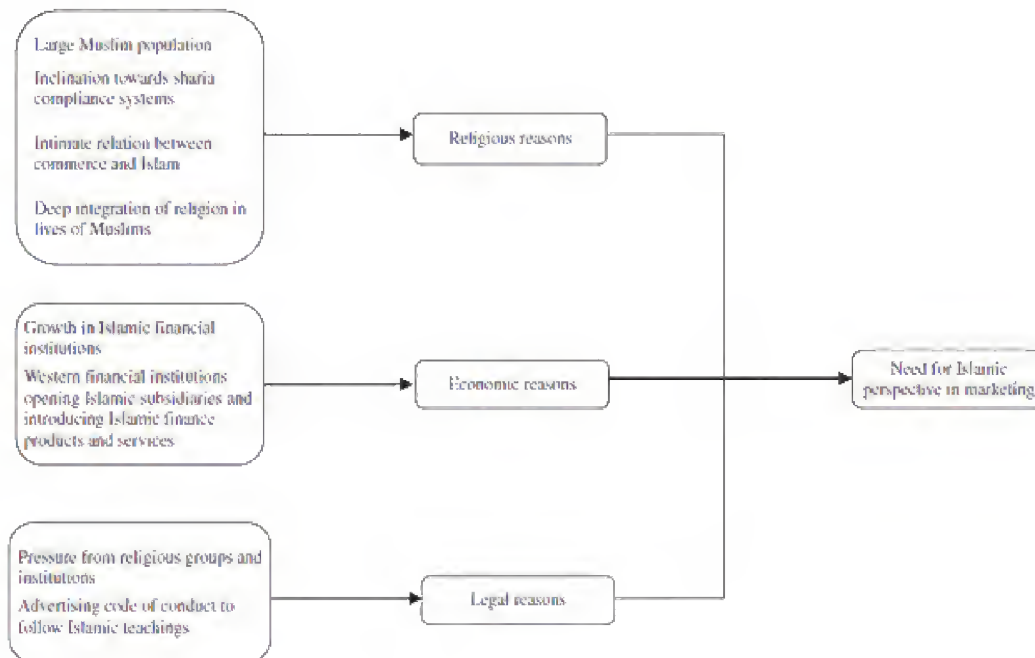 Large Muslim population
Inclination towards sharia
compliance systems
Intimate relation between
commerce and Islam
Deep integration of religion in
lives of Muslims
Religious reasons
Growth in Islamic financial
institutions
Western financial institutions
opening Islamic subsidiaries and
introducing Islamic finance
products and services
Economic reasons
Need for Islamic
perspective in marketing
Pressure from religious groups and
institutions
Advertising code of conduct to
follow Islamic teachings
Legal reasons